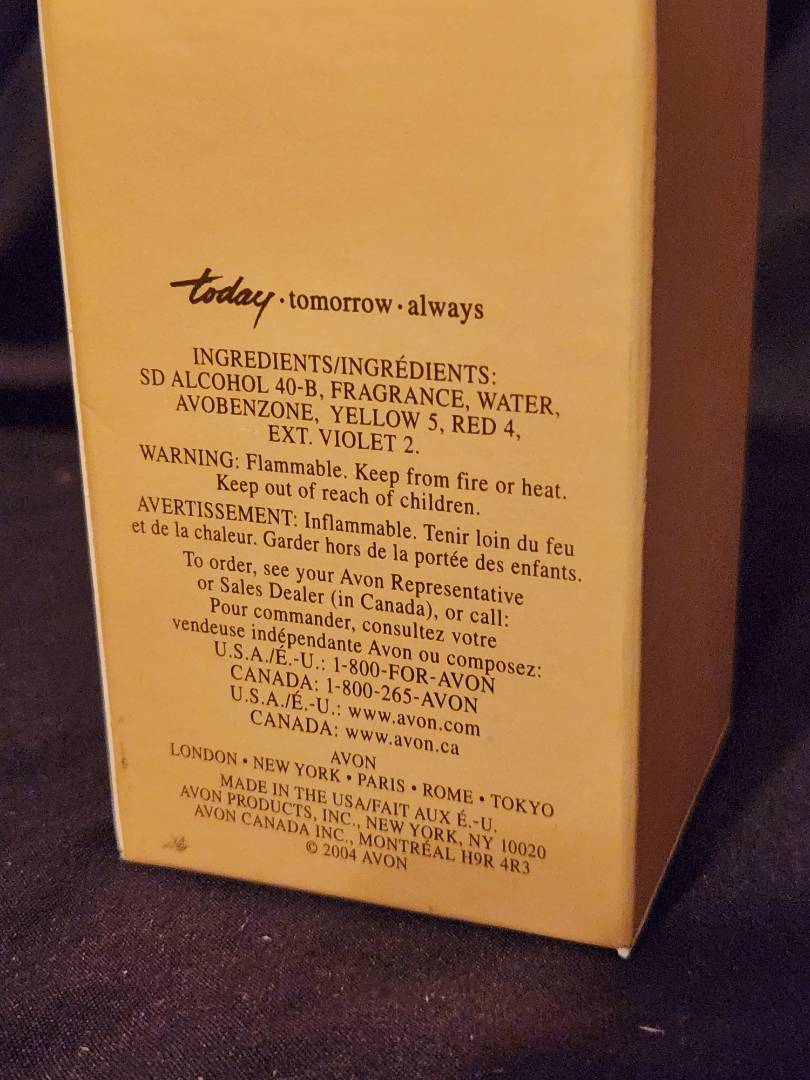 today · tomorrow · always
INGREDIENTS/INGRÉDIENTS:
SD ALCOHOL 40-B, FRAGRANCE, WATER,
AVOBENZONE, YELLOW 5, RED 4,
EXT. VIOLET 2.
WARNING: Flammable. Keep from fire or heat.
Keep out of reach of children.
AVERTISSEMENT: Inflammable. Tenir loin du feu
et de la chaleur. Garder hors de la portée des enfants.
To order, see your Avon Representative
or Sales Dealer (in Canada), or call:
Pour commander, consultez votre
vendeuse indépendante Avon ou composez:
U.S.A./É.-U.: 1-800-FOR-AVON
CANADA: 1-800-265-AVON
U.S.A./É.-U.: www.avon.com
CANADA: www.avon.ca
AVON
LONDON • NEW YORK • PARIS • ROME • TOKYO
MADE IN THE USA/FAIT AUX É.-U.
AVON PRODUCTS, INC., NEW YORK, NY 10020
AVON CANADA INC., MONTRÉAL H9R 4R3
© 2004 AVON